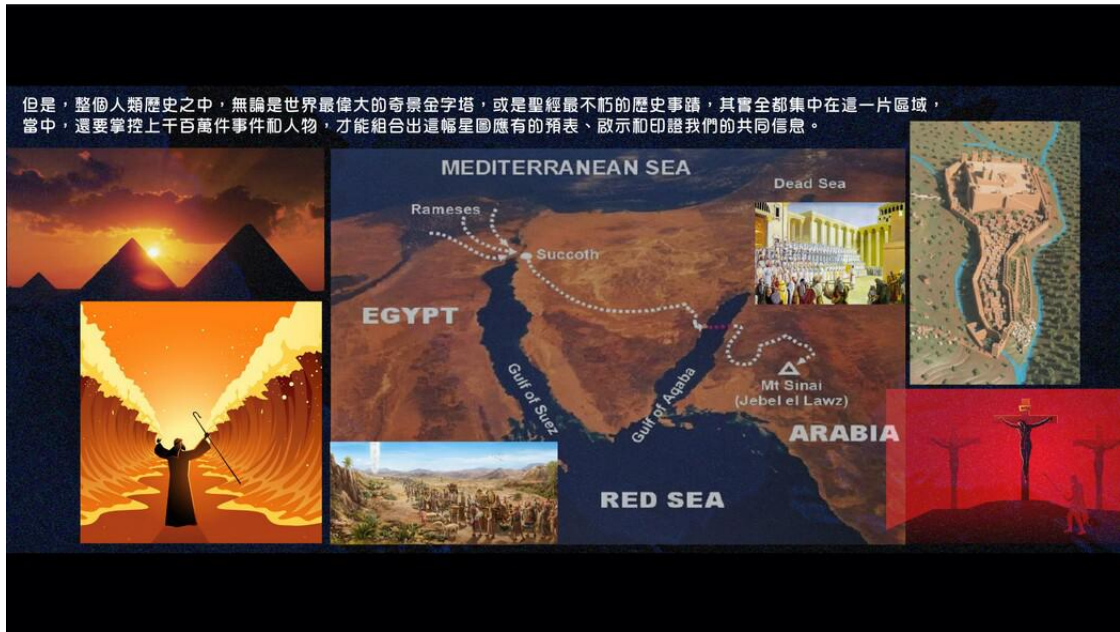 但是，整個人類歷史之中，無論是世界最偉大的奇景金字塔，或是聖經最不朽的歷史事蹟，其實全都集中在這一片區域，
當中，還要掌控上千百萬件事件和人物，才能組合出這幅星圖應有的預表、啟示和印證我們的共同信息。
MEDITERRANEAN SEA
Dead Sea
Rameses
Succoth
EGYPT
Gulf of Suez
Gulf of Aqaba
Mt Sinai
(Jebel el Lawz)
ARABIA
RED SEA